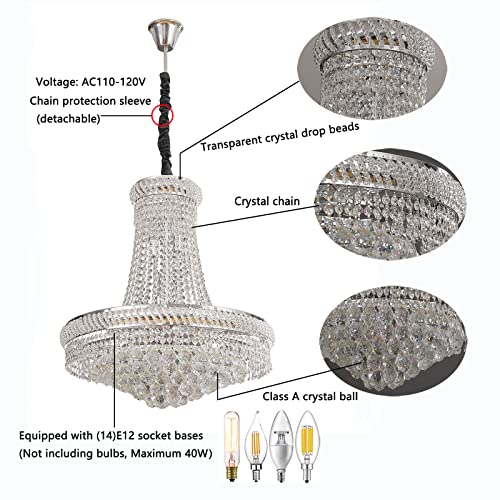 Voltage: AC110-120V
Chain protection sleeve
(detachable)
Transparent crystal drop beads
Crystal chain
Class A crystal ball
Equipped with (14)E12 socket bases
(Not including bulbs, Maximum 40W)